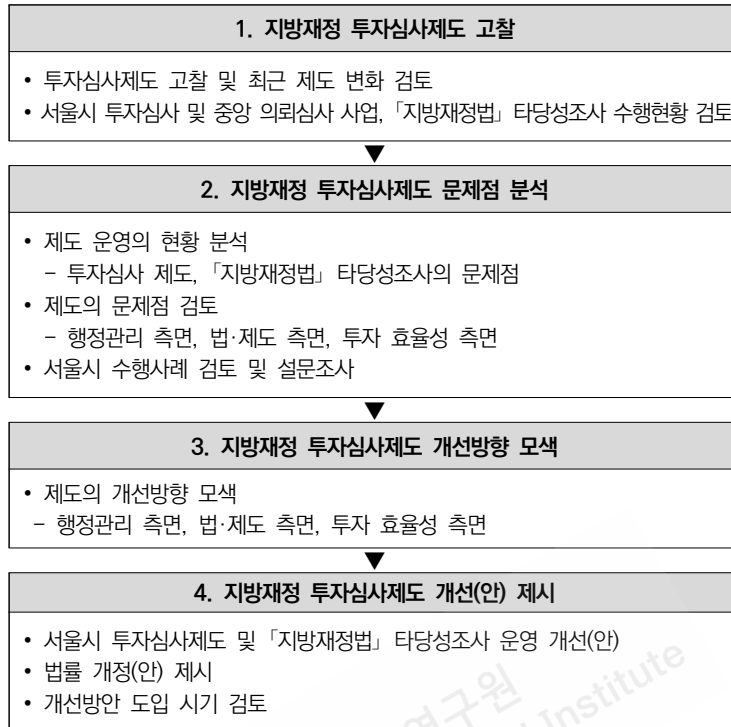 1. 지방재정 투자심사제도 고찰
• 투자심사제도 고찰 및 최근 제도 변화 검토
• 서울시 투자심사 및 중앙 의뢰심사 사업, 「지방재정법」 타당성조사 수행현황 검토
▼
2. 지방재정 투자심사제도 문제점 분석
• 제도 운영의 현황 분석
- 투자심사 제도, 「지방재정법」 타당성조사의 문제점
• 제도의 문제점 검토
- 행정관리 측면, 법·제도 측면, 투자 효율성 측면
• 서울시 수행사례 검토 및 설문조사
▼
3. 지방재정 투자심사제도 개선방향 모색
• 제도의 개선방향 모색
- 행정관리 측면, 법·제도 측면, 투자 효율성 측면
▼
4. 지방재정 투자심사제도 개선(안) 제시
• 서울시 투자심사제도 및 「지방재정법」 타당성조사 운영 개선(안)
• 법률 개정(안) 제시
• 개선방안 도입 시기 검토
연구원
Institute